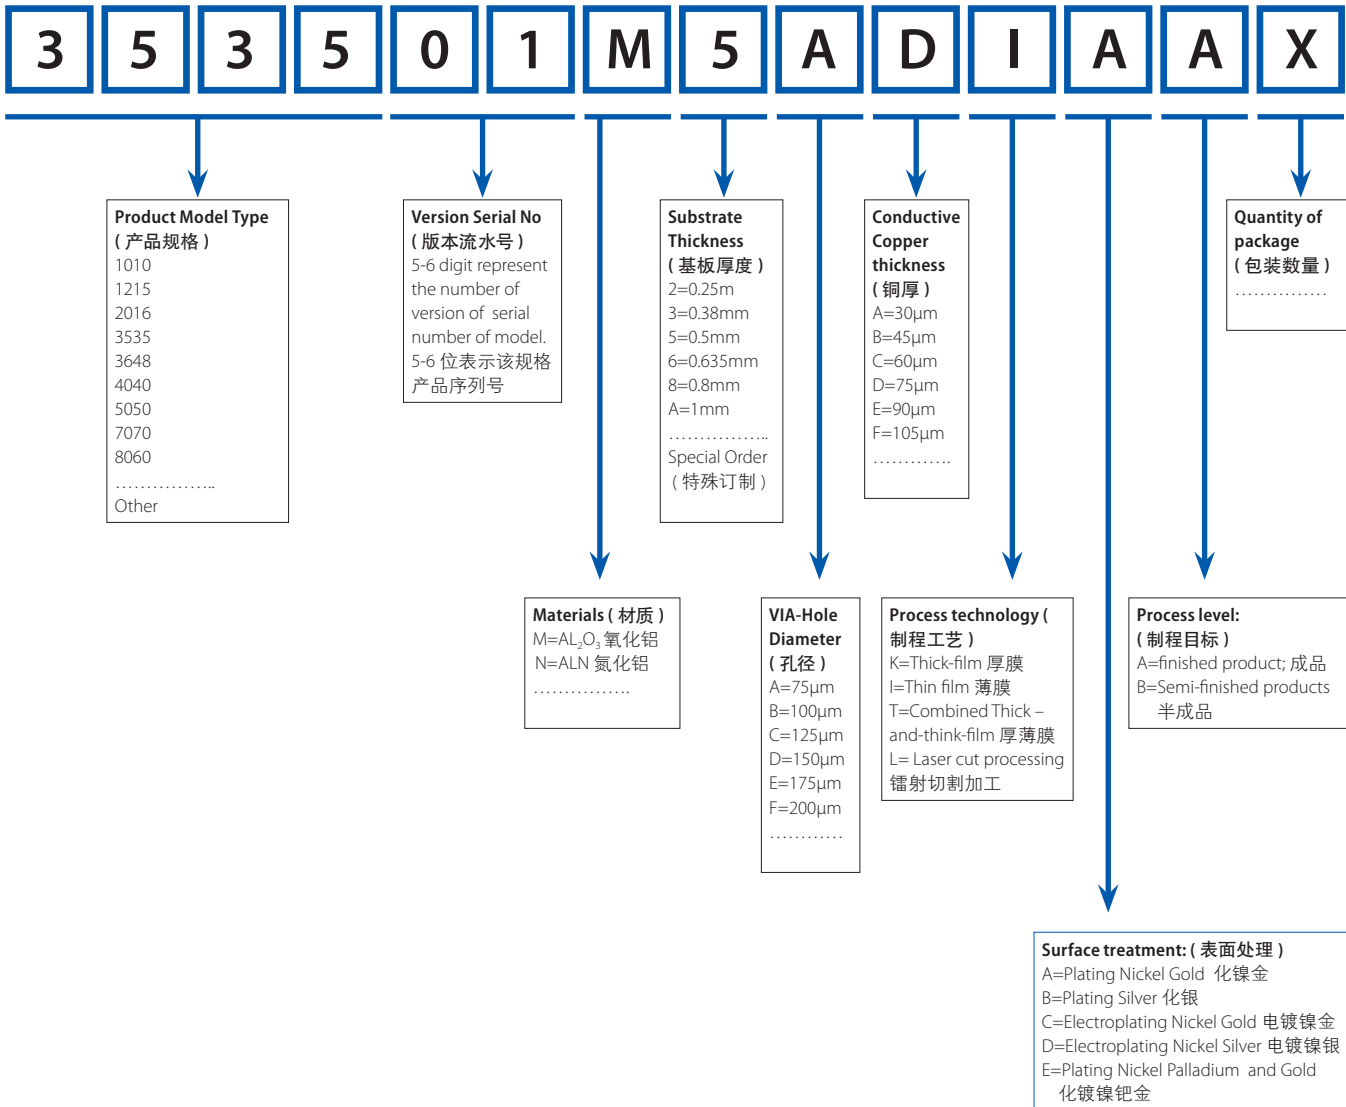 3 5 3 5 0 1 M 5 A D I A A X
Product Model Type
( 产品规格 )
1010
1215
2016
3535
3648
4040
5050
7070
8060
……………..
Other
Version Serial No
( 版本流水号 )
5-6 digit represent
the number of
version of serial
number of model.
5-6 位表示该规格
产品序列号
Substrate
Thickness
( 基板厚度 )
2=0.25m
3=0.38mm
5=0.5mm
6=0.635mm
8=0.8mm
A=1mm
……………..
Special Order
( 特殊订制 )
Conductive
Copper
thickness
( 铜厚 )
A=30μm
B=45μm
C=60μm
D=75μm
E=90μm
F=105μm
………….
Quantity of
package
( 包装数量 )
……………
Materials ( 材质 )
M=AL₂O₃ 氧化铝
N=ALN 氮化铝
…………….
VIA-Hole
Diameter
( 孔径 )
A=75μm
B=100μm
C=125μm
D=150μm
E=175μm
F=200μm
…………
Process technology (
制程工艺 )
K=Thick-film 厚膜
I=Thin film 薄膜
T=Combined Thick –
and-think-film 厚薄膜
L= Laser cut processing
镭射切割加工
Process level:
( 制程目标 )
A=finished product; 成品
B=Semi-finished products
半成品
Surface treatment: ( 表面处理 )
A=Plating Nickel Gold 化镍金
B=Plating Silver 化银
C=Electroplating Nickel Gold 电镀镍金
D=Electroplating Nickel Silver 电镀镍银
E=Plating Nickel Palladium and Gold
化镀镍钯金